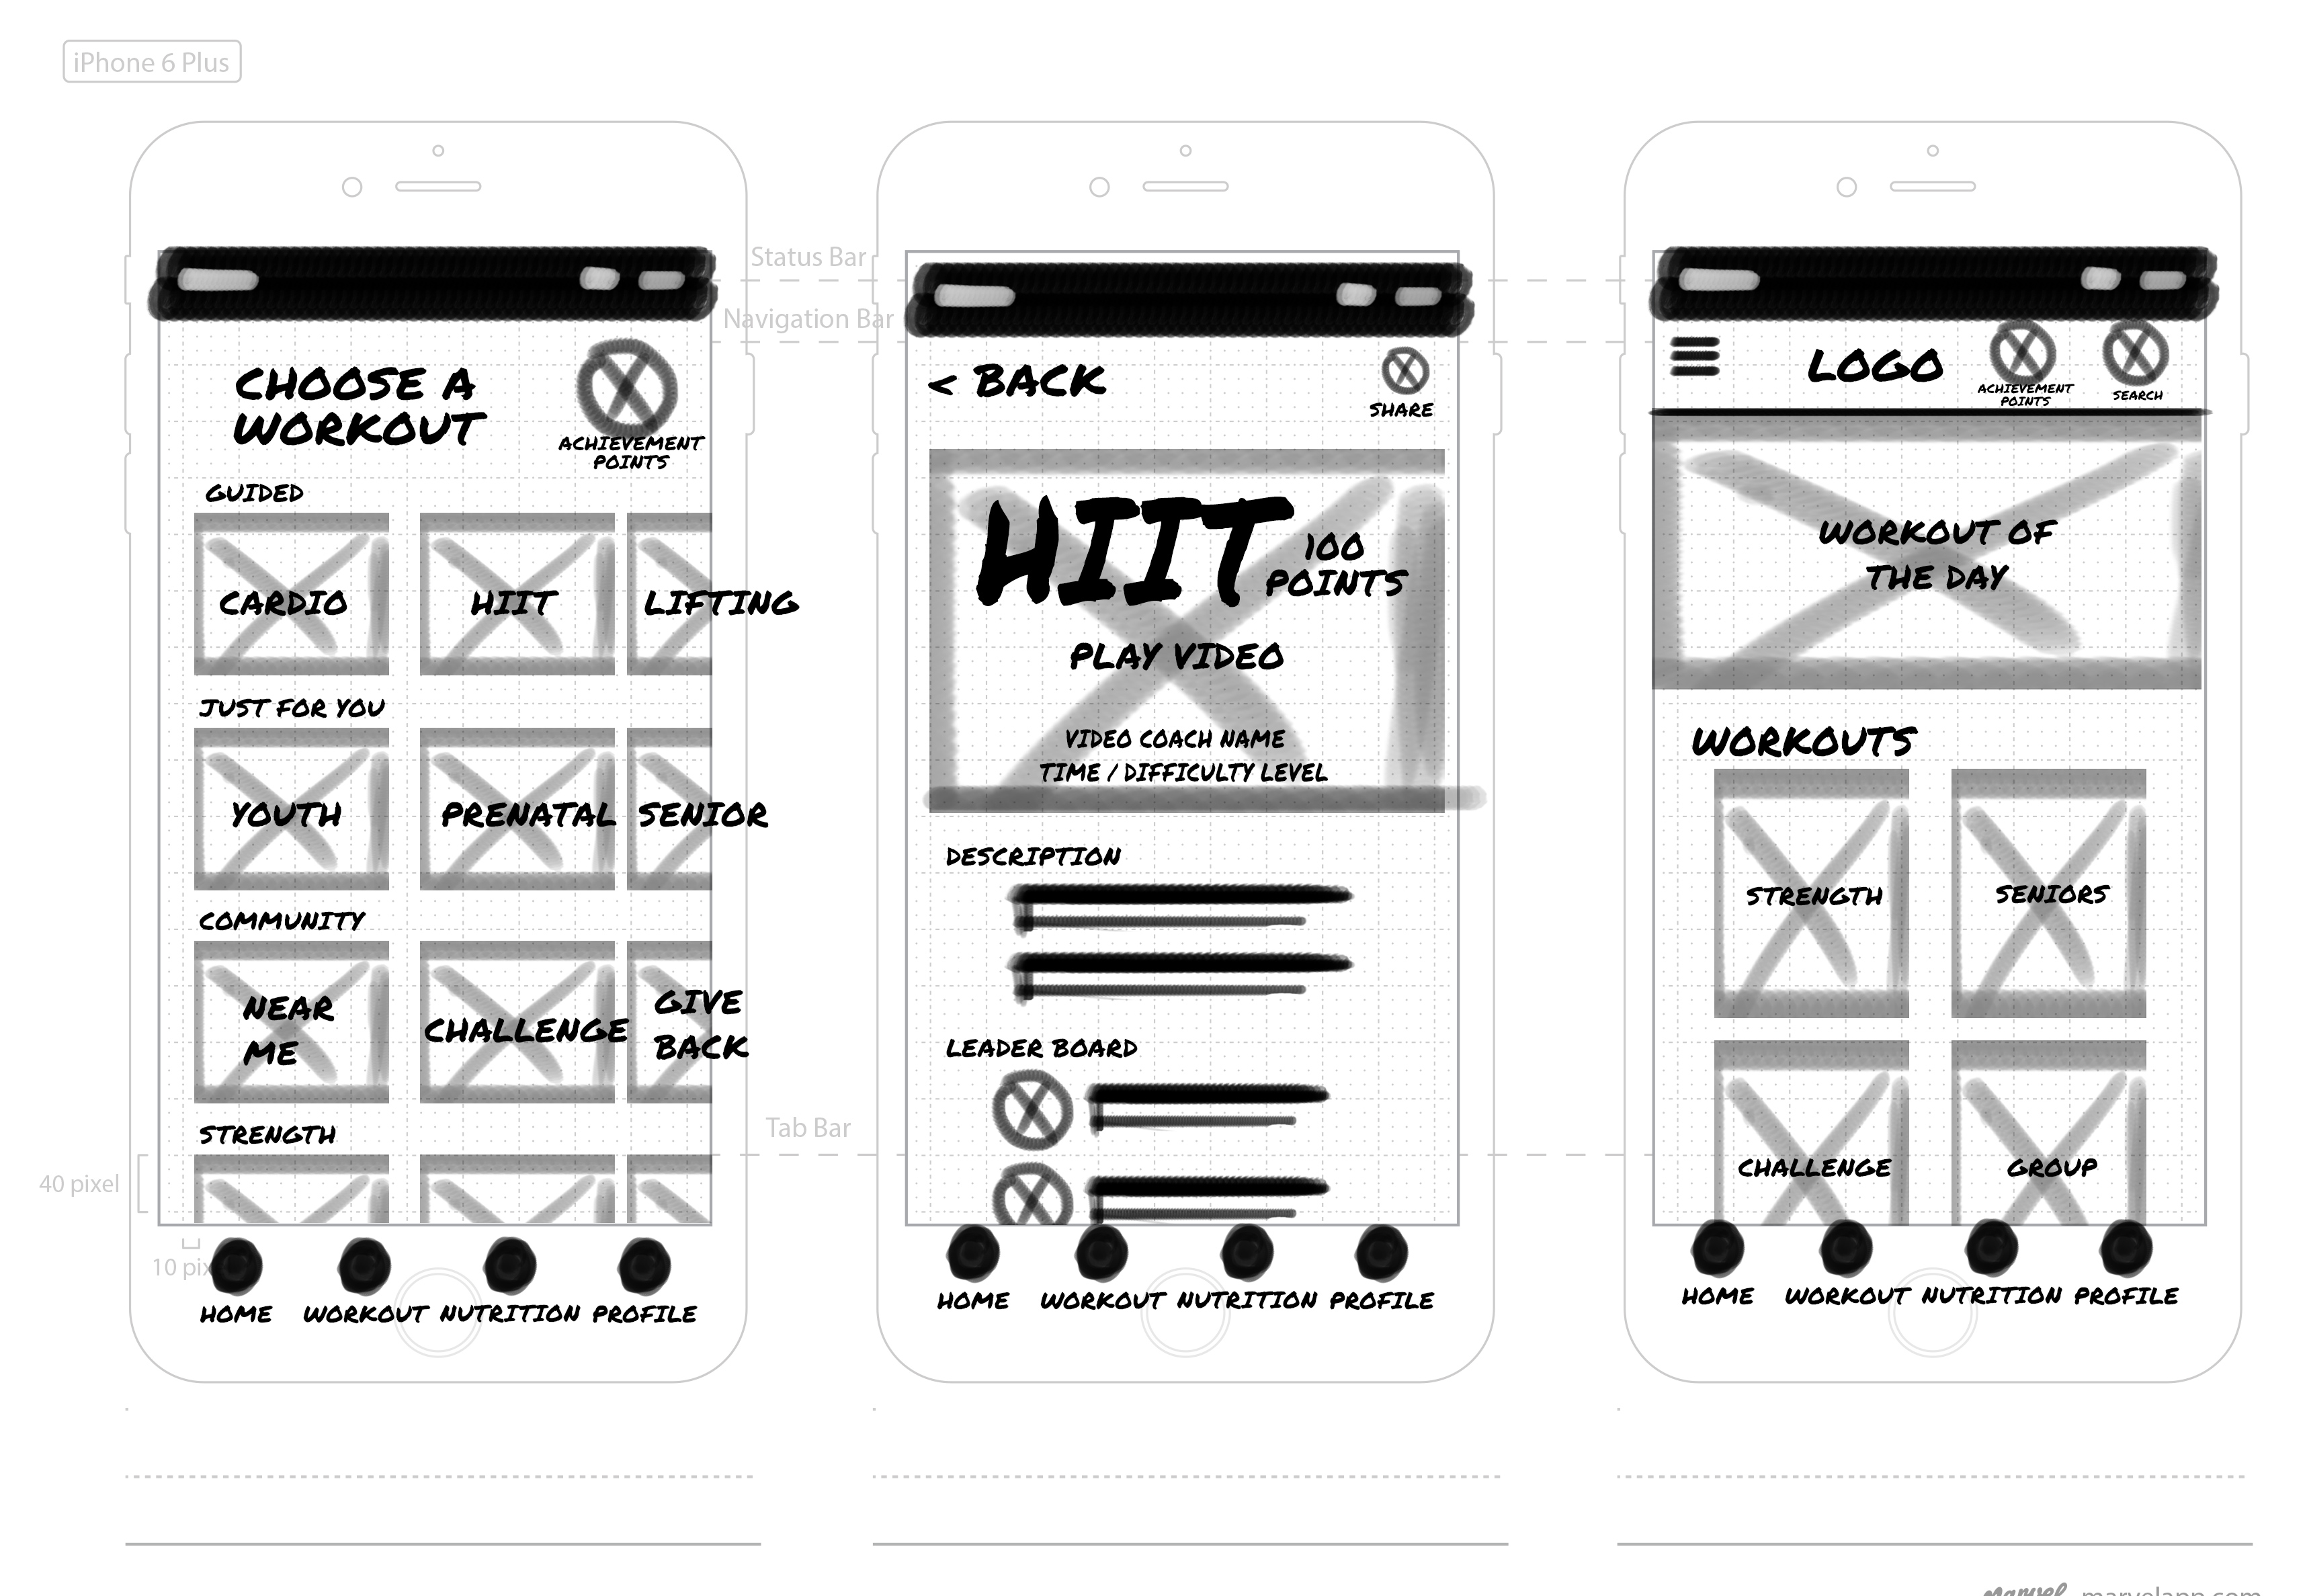 iPhone 6 Plus
CHOOSE A
WORKOUT
ACHIEVEMENT
POINTS
GUIDED
CARDIO
HIIT
LIFTING
JUST FOR YOU
YOUTH
PRENATAL
SENIOR
COMMUNITY
NEAR
ME
CHALLENGE
GIVE
BACK
STRENGTH
40 pixel
10 pix
HOME
WORKOUT
NUTRITION
PROFILE
Status Bar
Navigation Bar
Tab Bar
< BACK
SHARE
HIIT
100
POINTS
PLAY VIDEO
VIDEO COACH NAME
TIME / DIFFICULTY LEVEL
DESCRIPTION
LEADER BOARD
HOME
WORKOUT
NUTRITION
PROFILE
LOGO
ACHIEVEMENT
POINTS
SEARCH
WORKOUT OF
THE DAY
WORKOUTS
STRENGTH
SENIORS
CHALLENGE
GROUP
HOME
WORKOUT
NUTRITION
PROFILE
marvel marvelapp.com